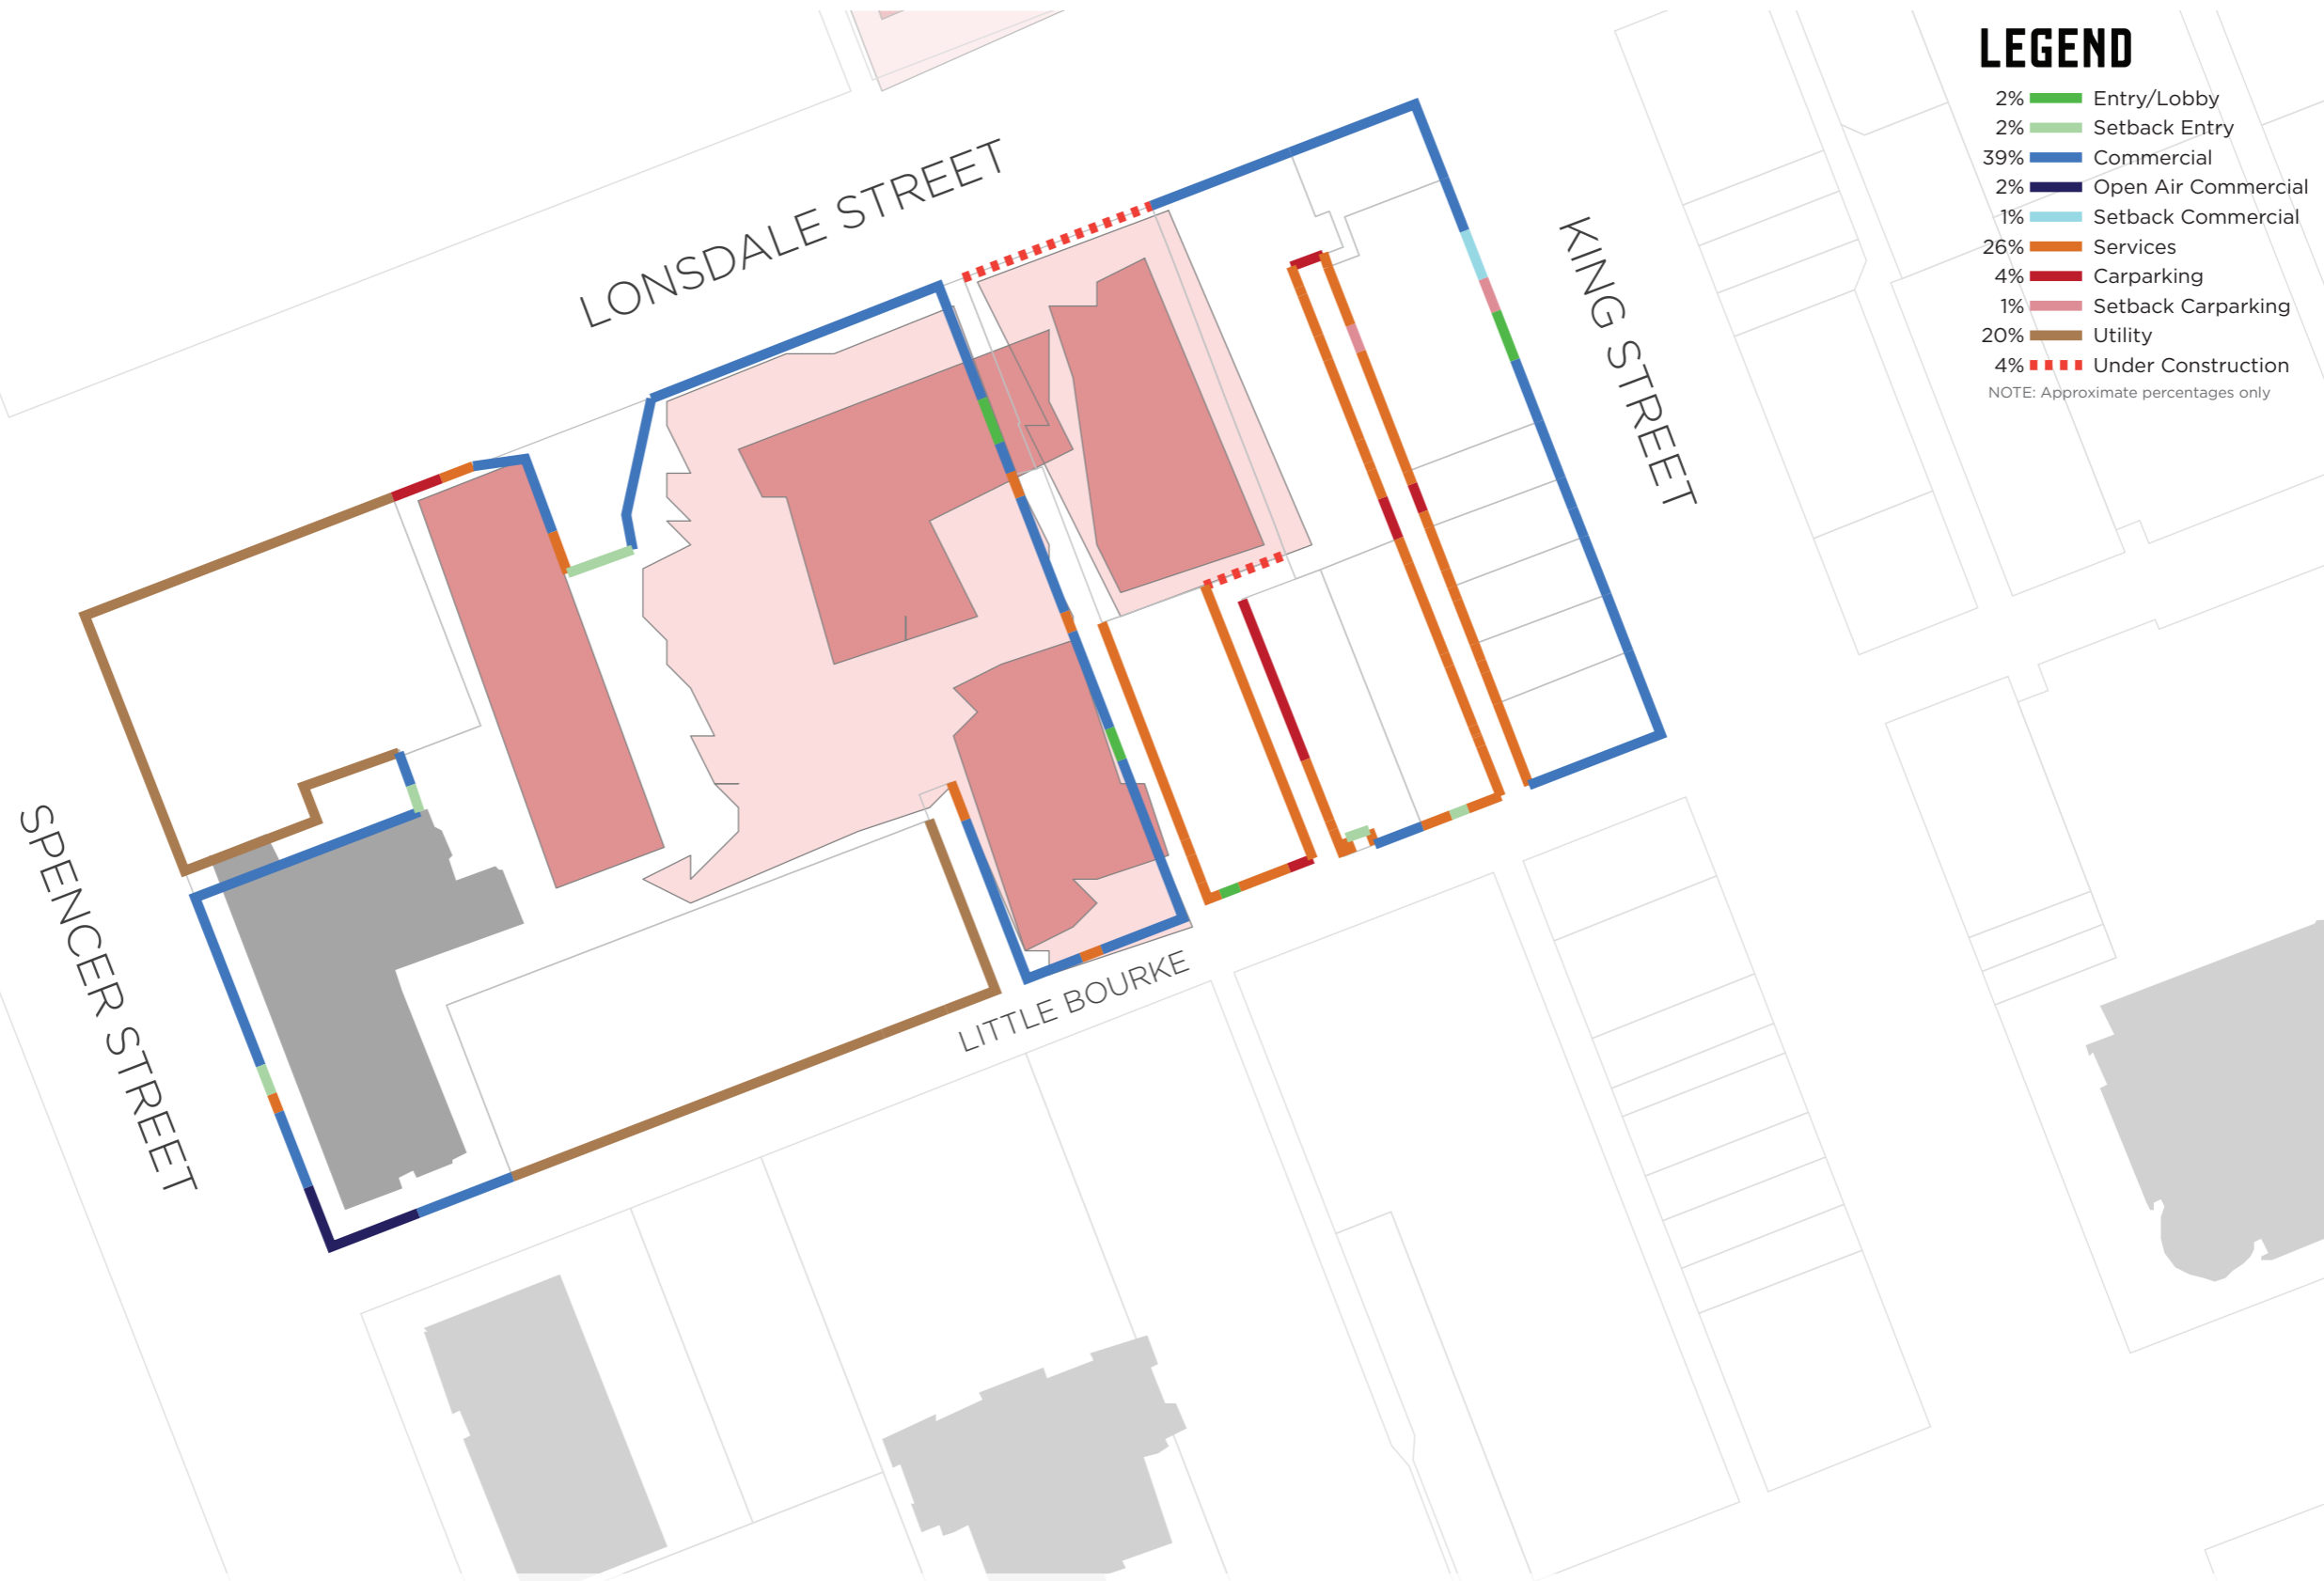 LEGEND
2% Entry/Lobby
2% Setback Entry
39% Commercial
2% Open Air Commercial
1% Setback Commercial
26% Services
4% Carparking
1% Setback Carparking
20% Utility
4% Under Construction
NOTE: Approximate percentages only
LONSDALE STREET
KING STREET
SPENCER STREET
LITTLE BOURKE